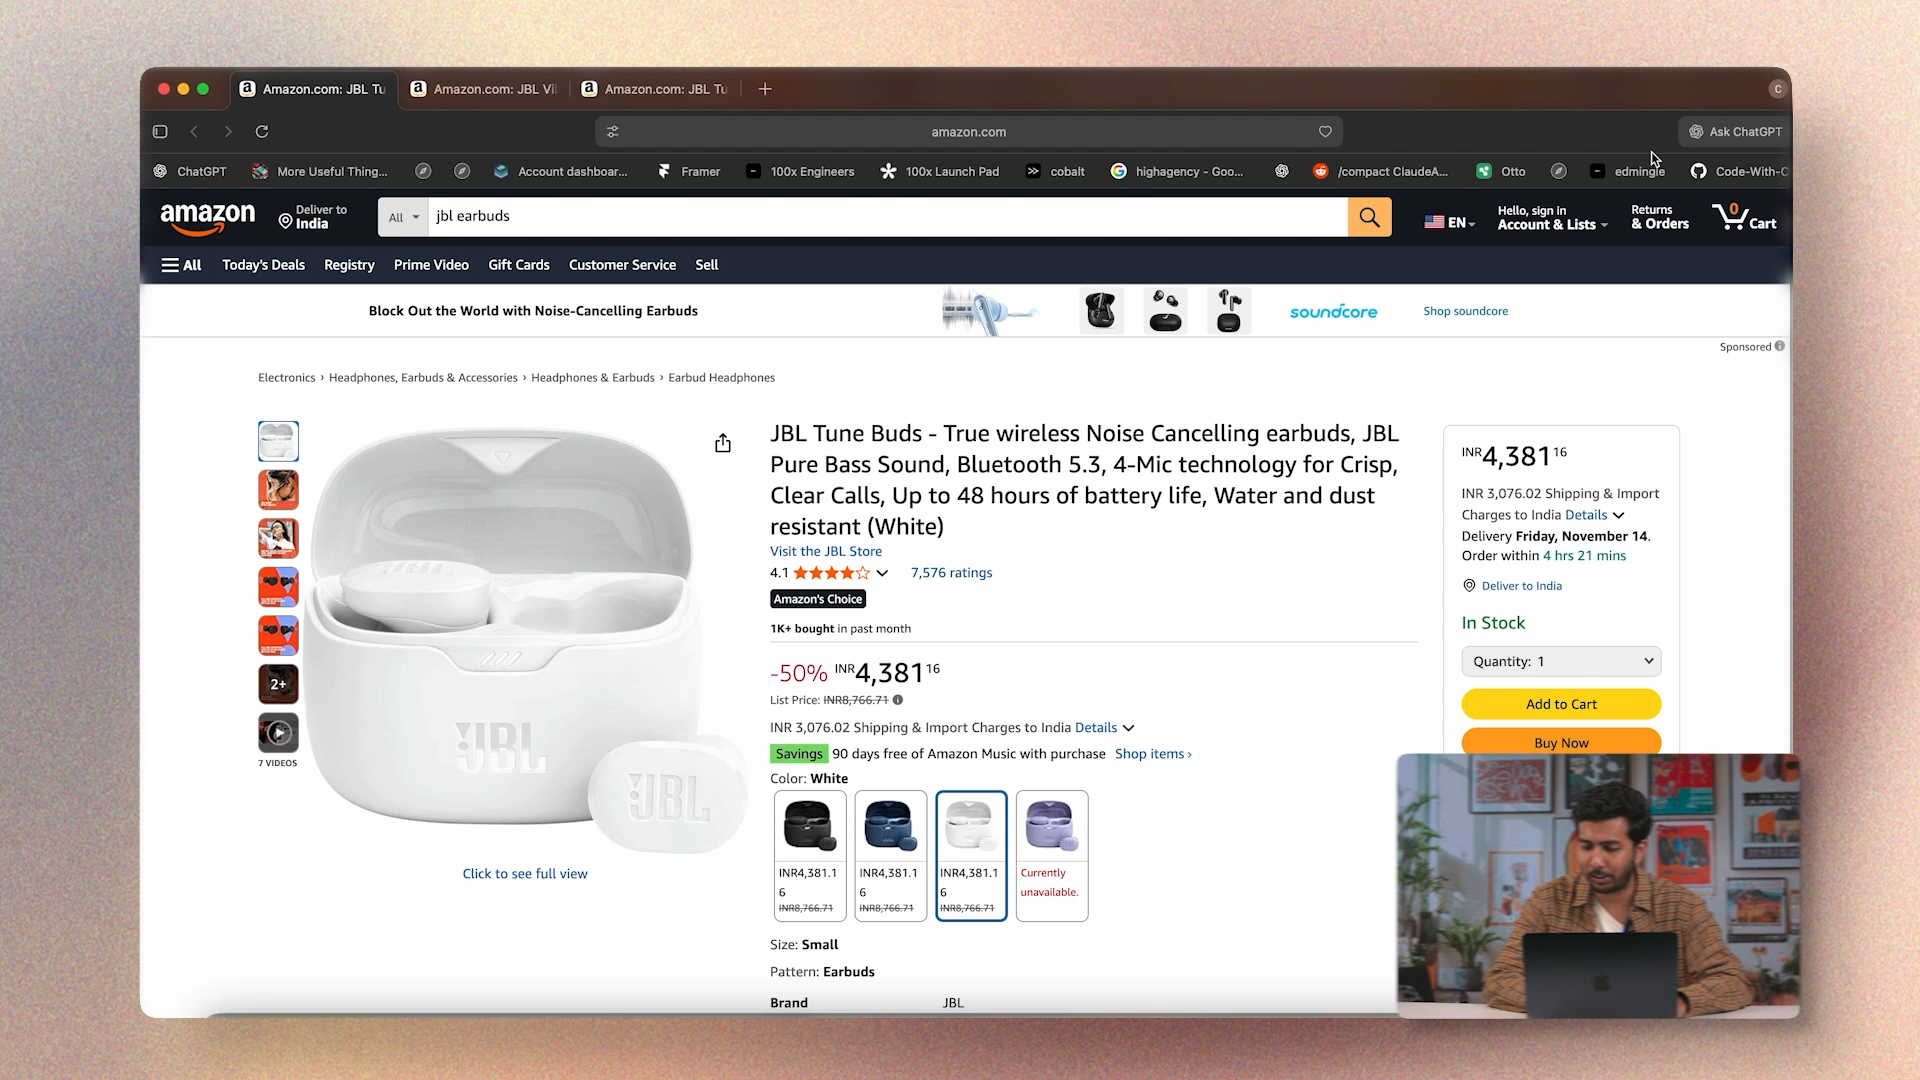 Amazon.com: JBL Tu
Amazon.com: JBL Vi
Amazon.com: JBL Tu
C
amazon.com
Ask ChatGPT
ChatGPT
More Useful Thing...
Account dashboar...
Framer
100x Engineers
100x Launch Pad
cobalt
highagency - Goo...
/compact ClaudeA...
Otto
edmingle
Code-With-C
amazon
Deliver to
India
All
jbl earbuds
EN
Hello, sign in
Account & Lists
Returns
& Orders
0
Cart
All
Today's Deals
Registry
Prime Video
Gift Cards
Customer Service
Sell
Block Out the World with Noise-Cancelling Earbuds
soundcore
Shop soundcore
Sponsored
Electronics › Headphones, Earbuds & Accessories › Headphones & Earbuds › Earbud Headphones
2+
7 VIDEOS
JBL
JBL
Click to see full view
JBL Tune Buds - True wireless Noise Cancelling earbuds, JBL
Pure Bass Sound, Bluetooth 5.3, 4-Mic technology for Crisp,
Clear Calls, Up to 48 hours of battery life, Water and dust
resistant (White)
Visit the JBL Store
4.1
7,576 ratings
Amazon's Choice
1K+ bought in past month
-50% INR4,38116
List Price: INR8,766.71
INR 3,076.02 Shipping & Import Charges to India Details
Savings 90 days free of Amazon Music with purchase Shop items ›
Color: White
INR4,381.1
6
INR8,766.71
INR4,381.1
6
INR8,766.71
INR4,381.1
6
INR8,766.71
Currently
unavailable.
Size: Small
Pattern: Earbuds
Brand JBL
INR4,38116
INR 3,076.02 Shipping & Import
Charges to India Details
Delivery Friday, November 14.
Order within 4 hrs 21 mins
Deliver to India
In Stock
Quantity: 1
Add to Cart
Buy Now